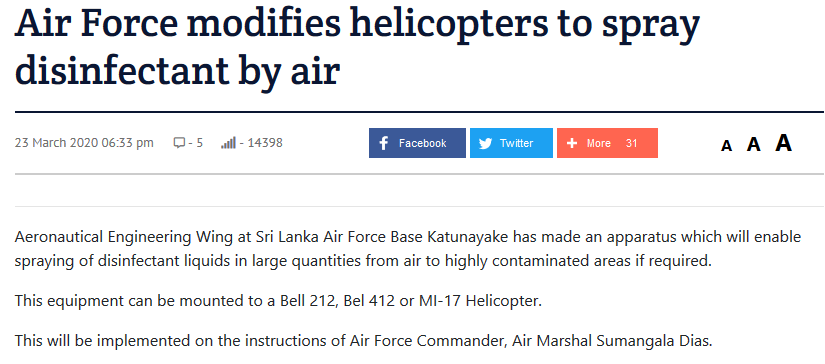 Air Force modifies helicopters to spray
disinfectant by air
23 March 2020 06:33 pm - 5 - 14398 Facebook Twitter + More 31 A A A
Aeronautical Engineering Wing at Sri Lanka Air Force Base Katunayake has made an apparatus which will enable
spraying of disinfectant liquids in large quantities from air to highly contaminated areas if required.
This equipment can be mounted to a Bell 212, Bel 412 or MI-17 Helicopter.
This will be implemented on the instructions of Air Force Commander, Air Marshal Sumangala Dias.